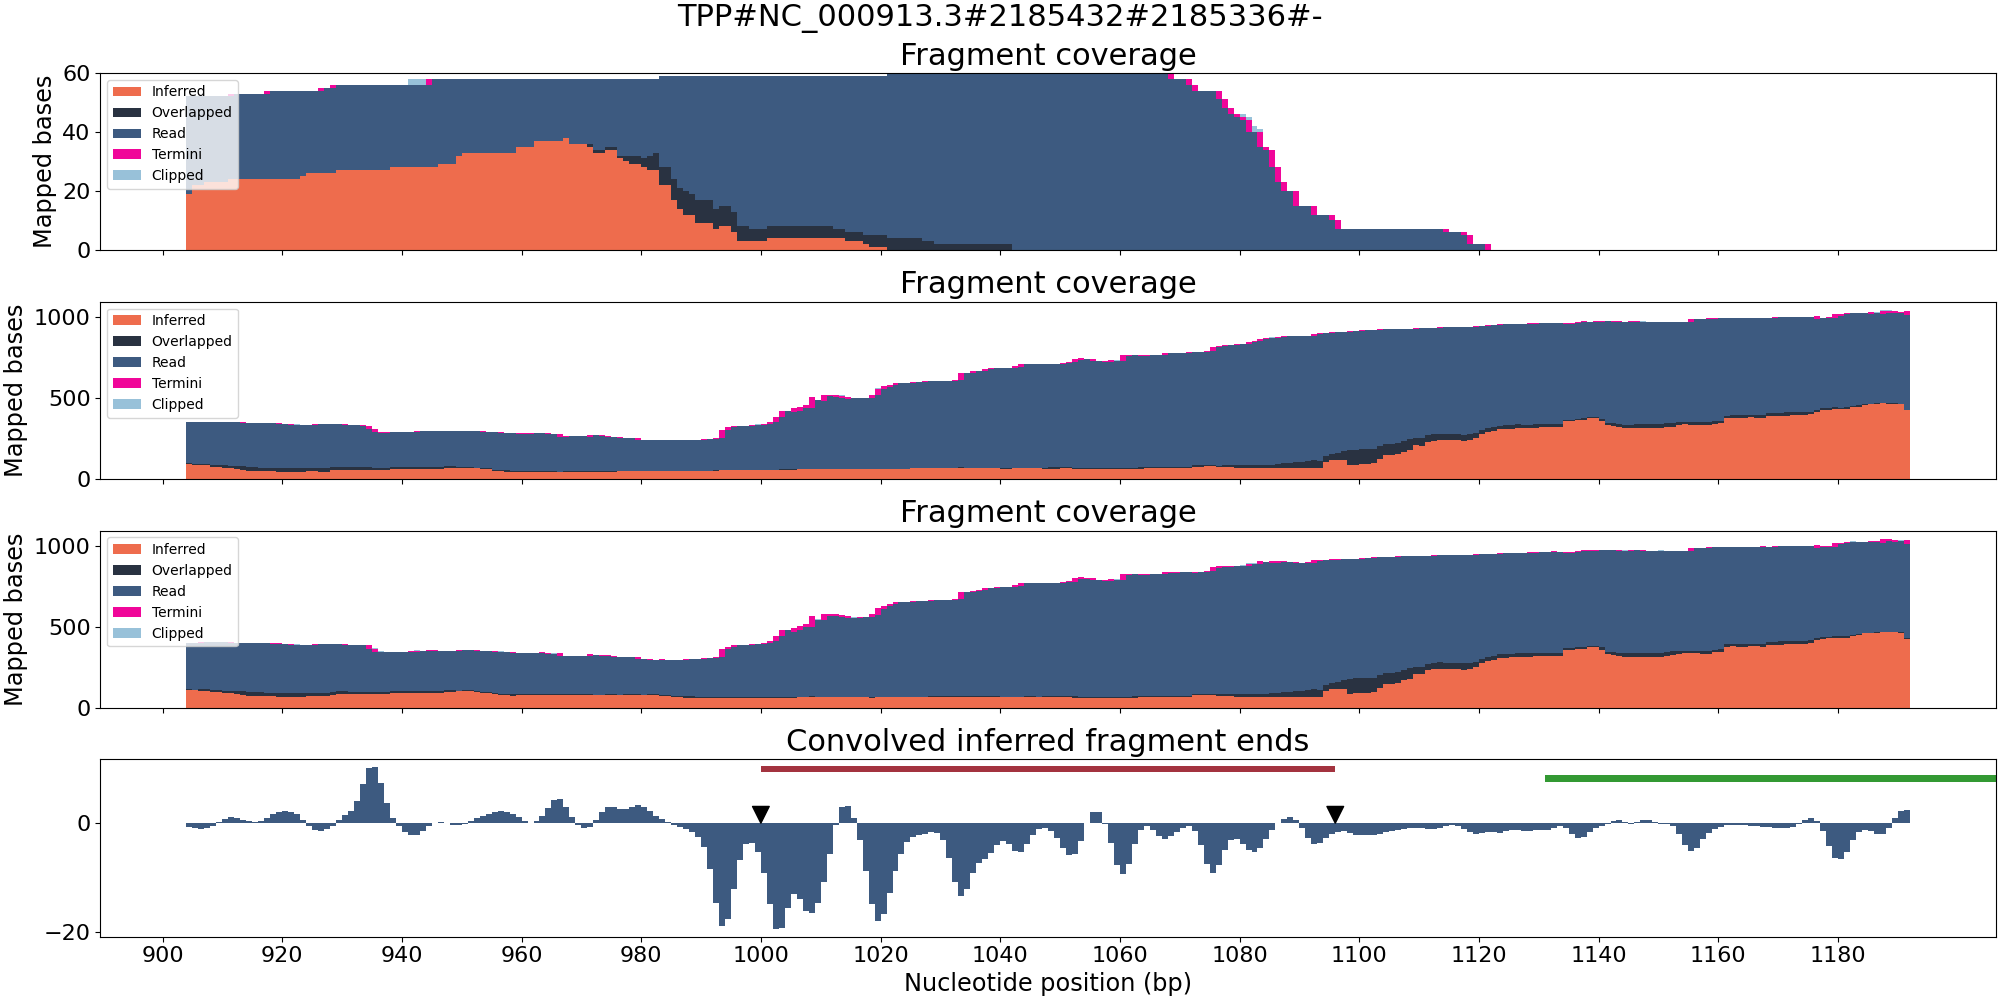 TPP#NC_000913.3#2185432#2185336#-
Fragment coverage
Mapped bases
60
40
20
0
Inferred
Overlapped
Read
Termini
Clipped
Fragment coverage
Mapped bases
1000
500
0
Inferred
Overlapped
Read
Termini
Clipped
Fragment coverage
Mapped bases
1000
500
0
Inferred
Overlapped
Read
Termini
Clipped
Convolved inferred fragment ends
0
−20
900 920 940 960 980 1000 1020 1040 1060 1080 1100 1120 1140 1160 1180
Nucleotide position (bp)